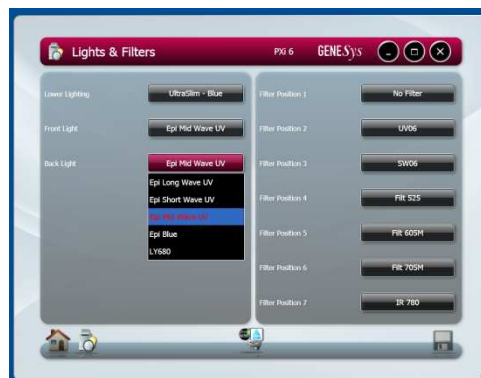 Lights & Filters
PXi 6
GENESys
Lower Lighting
UltraSlim - Blue
Front Light
Epi Mid Wave UV
Back Light
Epi Mid Wave UV
Epi Long Wave UV
Epi Short Wave UV
Epi Mid Wave UV
Epi Blue
LY680
Filter Position 1
No Filter
Filter Position 2
UV06
Filter Position 3
SW06
Filter Position 4
Filt 525
Filter Position 5
Filt 605M
Filter Position 6
Filt 705M
Filter Position 7
IR 780